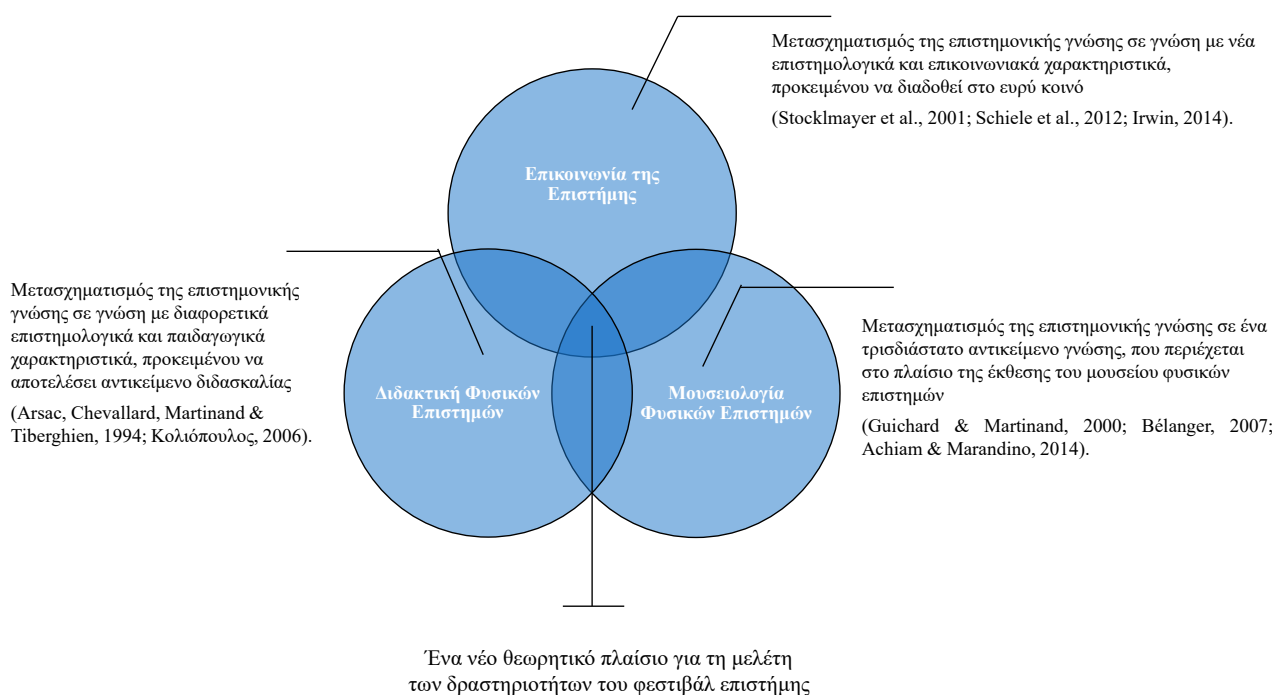 Μετασχηματισμός της επιστημονικής γνώσης σε γνώση με νέα
επιστημολογικά και επικοινωνιακά χαρακτηριστικά,
προκειμένου να διαδοθεί στο ευρύ κοινό
(Stocklmayer et al., 2001; Schiele et al., 2012; Irwin, 2014).
Επικοινωνία της
Επιστήμης
Μετασχηματισμός της επιστημονικής
γνώσης σε γνώση με διαφορετικά
επιστημολογικά και παιδαγωγικά
χαρακτηριστικά, προκειμένου να
αποτελέσει αντικείμενο διδασκαλίας
(Arsac, Chevallard, Martinand &
Tiberghien, 1994; Κολιόπουλος, 2006).
Διδακτική Φυσικών
Επιστημών
Μουσειολογία
Φυσικών Επιστημών
Μετασχηματισμός της επιστημονικής γνώσης σε ένα
τρισδιάστατο αντικείμενο γνώσης, που περιέχεται
στο πλαίσιο της έκθεσης του μουσείου φυσικών
επιστημών
(Guichard & Martinand, 2000; Bélanger, 2007;
Achiam & Marandino, 2014).
Ένα νέο θεωρητικό πλαίσιο για τη μελέτη
των δραστηριοτήτων του φεστιβάλ επιστήμης